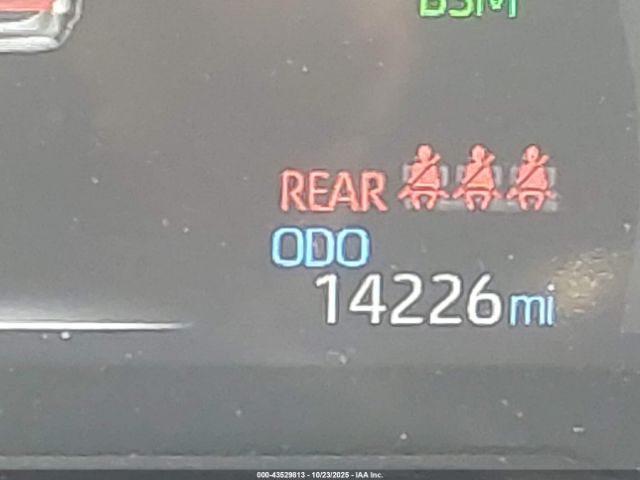 BSM
REAR
ODO
14226 mi
000-43529813 - 10/23/2025 - IAA Inc.